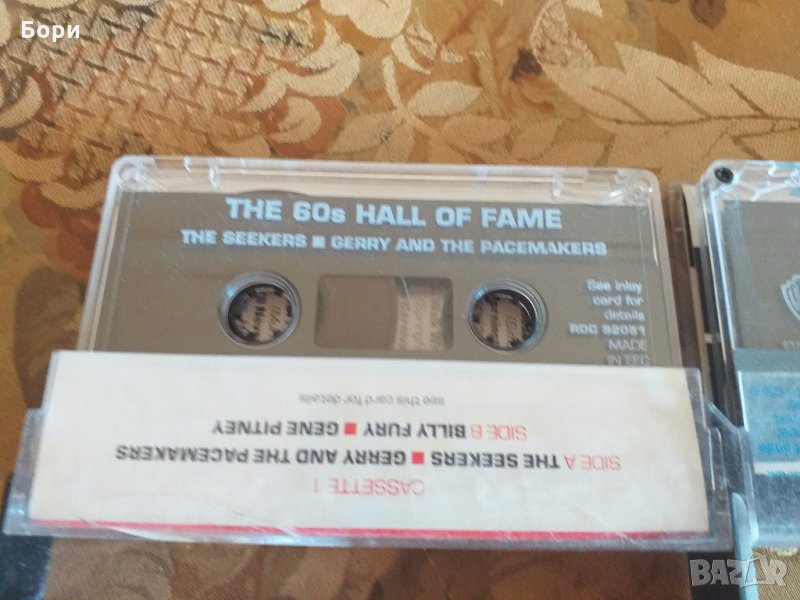 Бори
THE 60s HALL OF FAME
THE SEEKERS ■ GERRY AND THE PACEMAKERS
See inlay
card for
details
RDC 92051
MADE
IN EEC
CASSETTE 1
SIDE A THE SEEKERS ■ GERRY AND THE PACEMAKERS
SIDE B BILLY FURY ■ GENE PITNEY
see this card for details
BAZAR